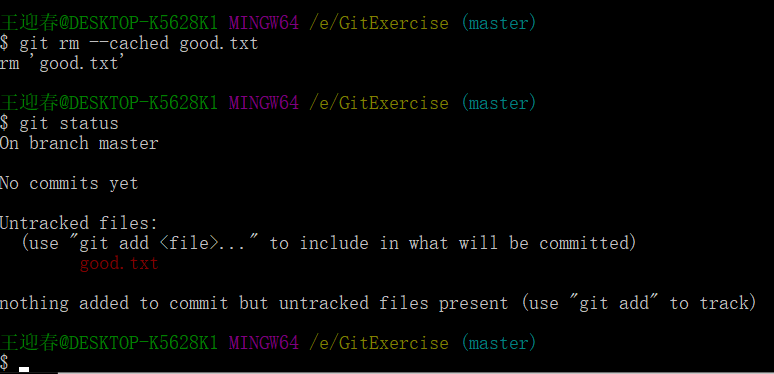 王迎春@DESKTOP-K5628K1 MINGW64 /e/GitExercise (master)
$ git rm --cached good.txt
rm 'good.txt'
王迎春@DESKTOP-K5628K1 MINGW64 /e/GitExercise (master)
$ git status
On branch master
No commits yet
Untracked files:
  (use "git add <file>..." to include in what will be committed)
        good.txt
nothing added to commit but untracked files present (use "git add" to track)
王迎春@DESKTOP-K5628K1 MINGW64 /e/GitExercise (master)
$